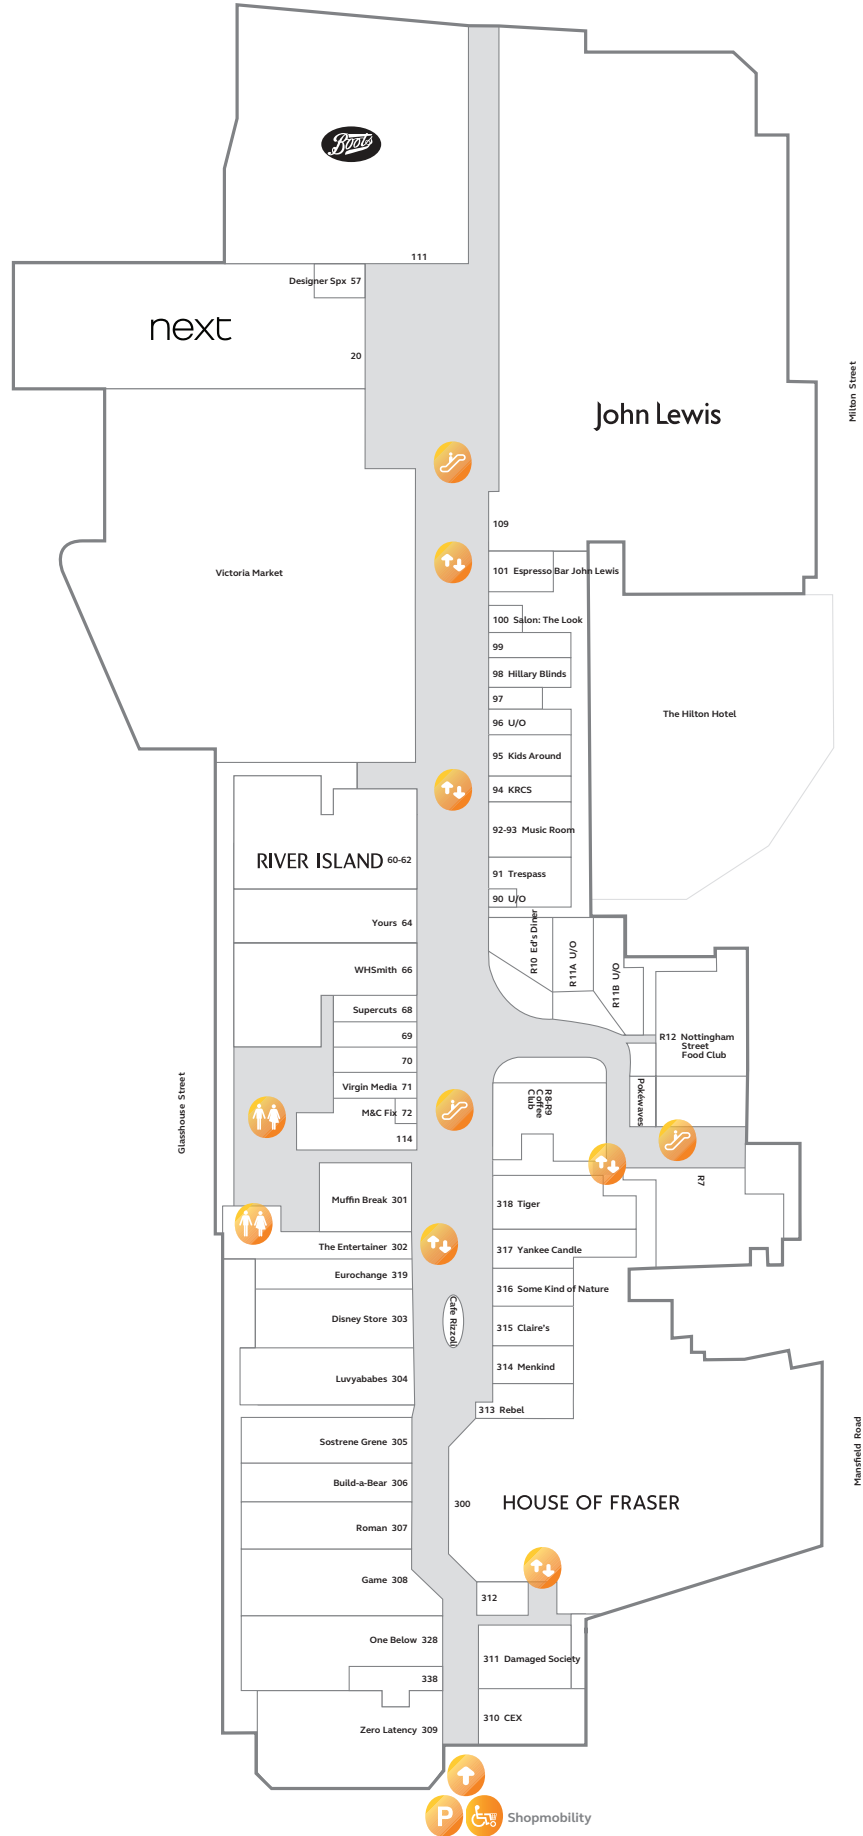 Boots
111
Designer Spx 57
next
20
John Lewis
Milton Street
109
Victoria Market
101 Espresso Bar John Lewis
100 Salon: The Look
99
98 Hillary Blinds
97
96 U/O
The Hilton Hotel
95 Kids Around
94 KRCS
92-93 Music Room
RIVER ISLAND 60-62
91 Trespass
90 U/O
Yours 64
R10 Ed's Diner
R11A U/O
R11B U/O
WHSmith 66
Supercuts 68
69
R12 Nottingham
Street
Food Club
70
Virgin Media 71
Glasshouse Street
M&C Fix 72
R8-R9
Coffee
Club
Pokéwaves
114
R7
Muffin Break 301
318 Tiger
The Entertainer 302
317 Yankee Candle
Eurochange 319
316 Some Kind of Nature
Disney Store 303
Cafe Rizzoli
315 Claire's
Luvyababes 304
314 Menkind
313 Rebel
Sostrene Grene 305
Mansfield Road
Build-a-Bear 306
300
HOUSE OF FRASER
Roman 307
Game 308
312
One Below 328
311 Damaged Society
338
310 CEX
Zero Latency 309
P
Shopmobility